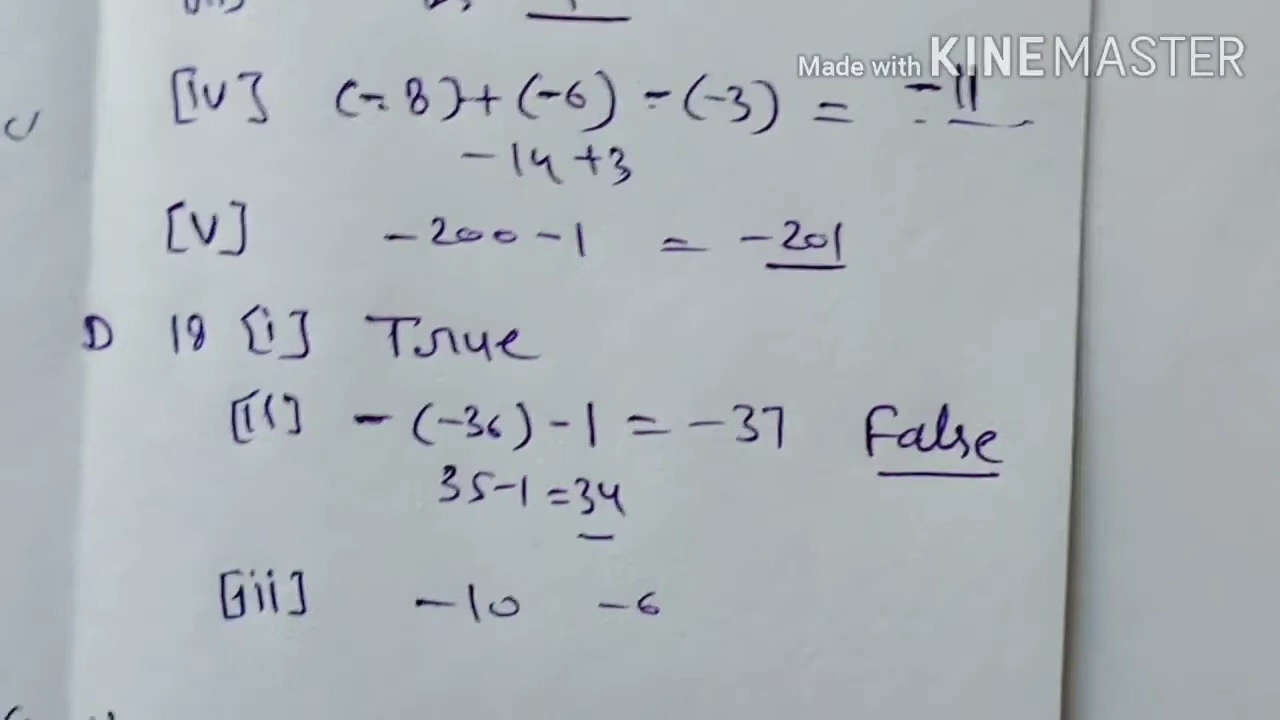 Made with KINEMASTER
[iv] (-8)+(-6)-(-3) = -11
-14+3
[v] -200-1 = -201
D 18 [i] True
[ii] -(-36)-1=-37 False
35-1=34
[iii] -10 -6